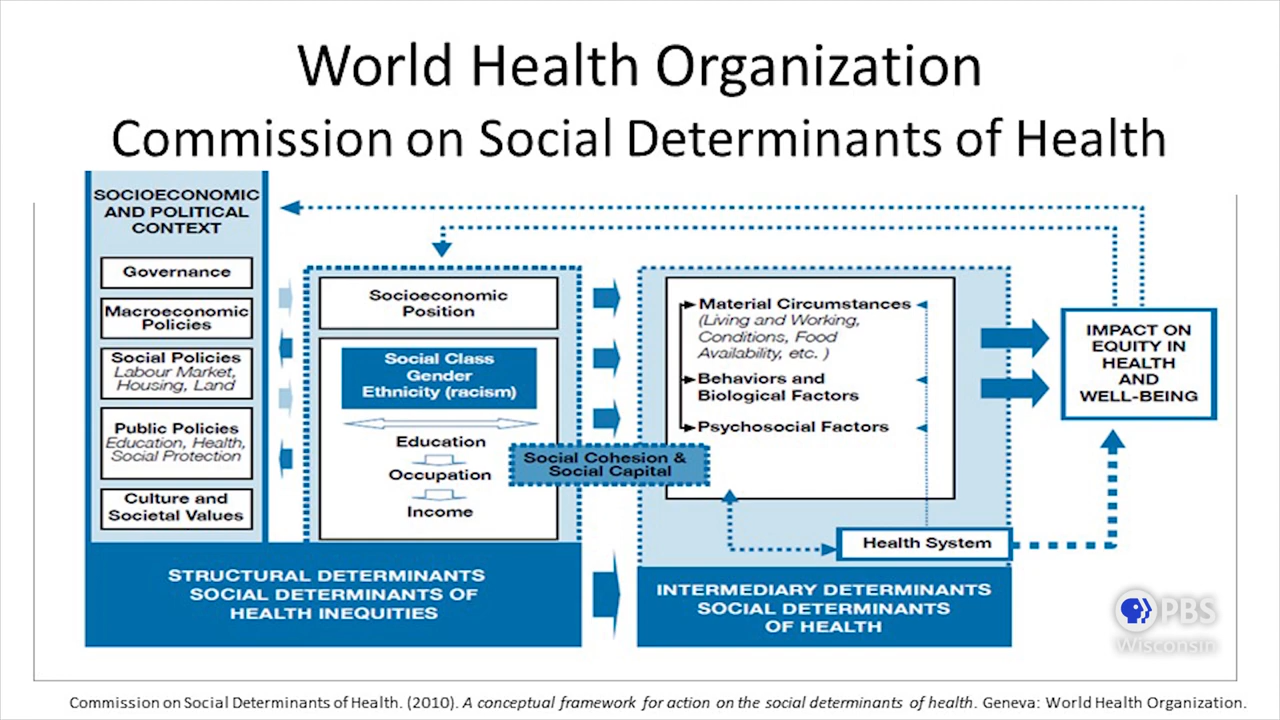 World Health Organization
Commission on Social Determinants of Health
SOCIOECONOMIC
AND POLITICAL
CONTEXT
Governance
Macroeconomic
Policies
Social Policies
Labour Market,
Housing, Land
Public Policies
Education, Health,
Social Protection
Culture and
Societal Values
Socioeconomic
Position
Social Class
Gender
Ethnicity (racism)
Education
Occupation
Income
Social Cohesion &
Social Capital
Material Circumstances
(Living and Working,
Conditions, Food
Availability, etc. )
Behaviors and
Biological Factors
Psychosocial Factors
Health System
IMPACT ON
EQUITY IN
HEALTH
AND
WELL-BEING
STRUCTURAL DETERMINANTS
SOCIAL DETERMINANTS OF
HEALTH INEQUITIES
INTERMEDIARY DETERMINANTS
SOCIAL DETERMINANTS
OF HEALTH
PBS
Wisconsin
Commission on Social Determinants of Health. (2010). A conceptual framework for action on the social determinants of health. Geneva: World Health Organization.